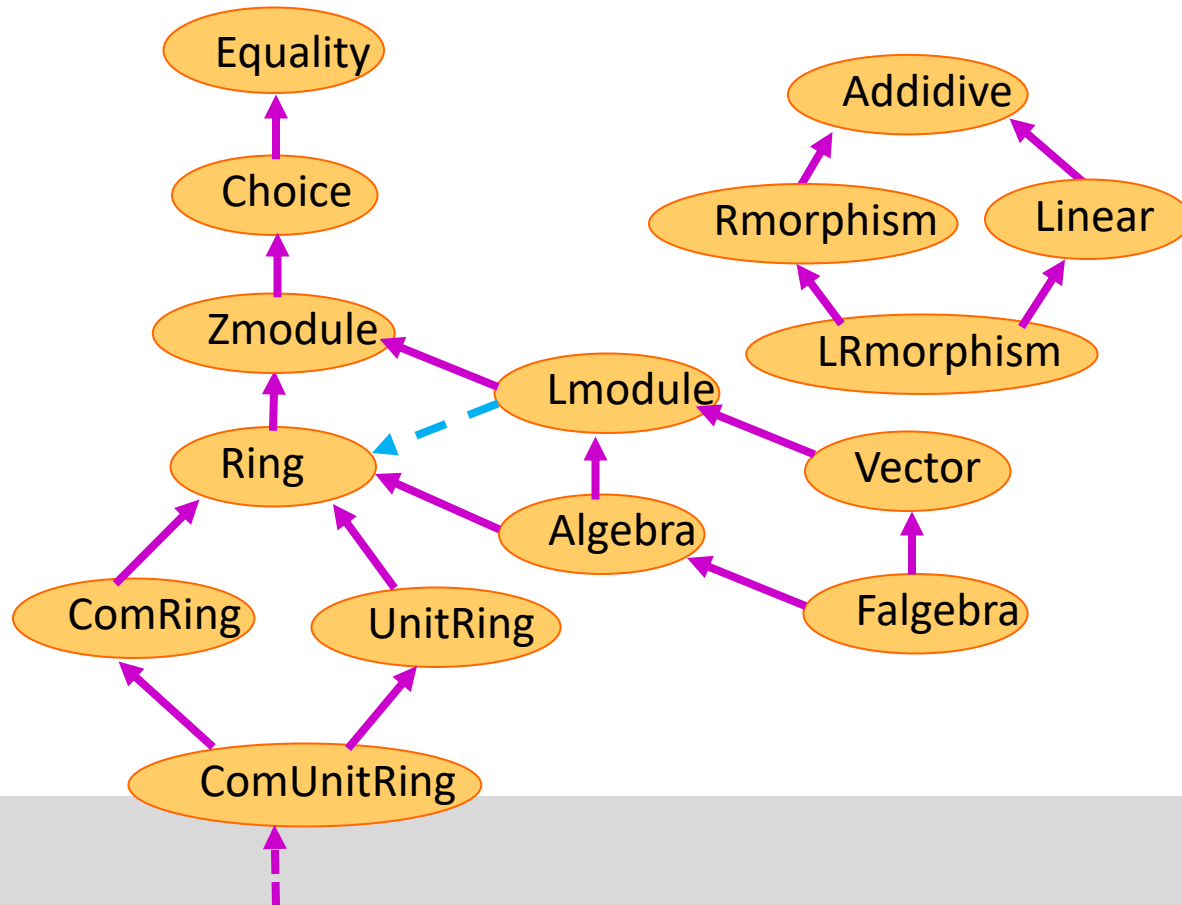 Equality
Addidive
Choice
Rmorphism
Linear
Zmodule
LRmorphism
Lmodule
Ring
Vector
Algebra
ComRing
UnitRing
Falgebra
ComUnitRing